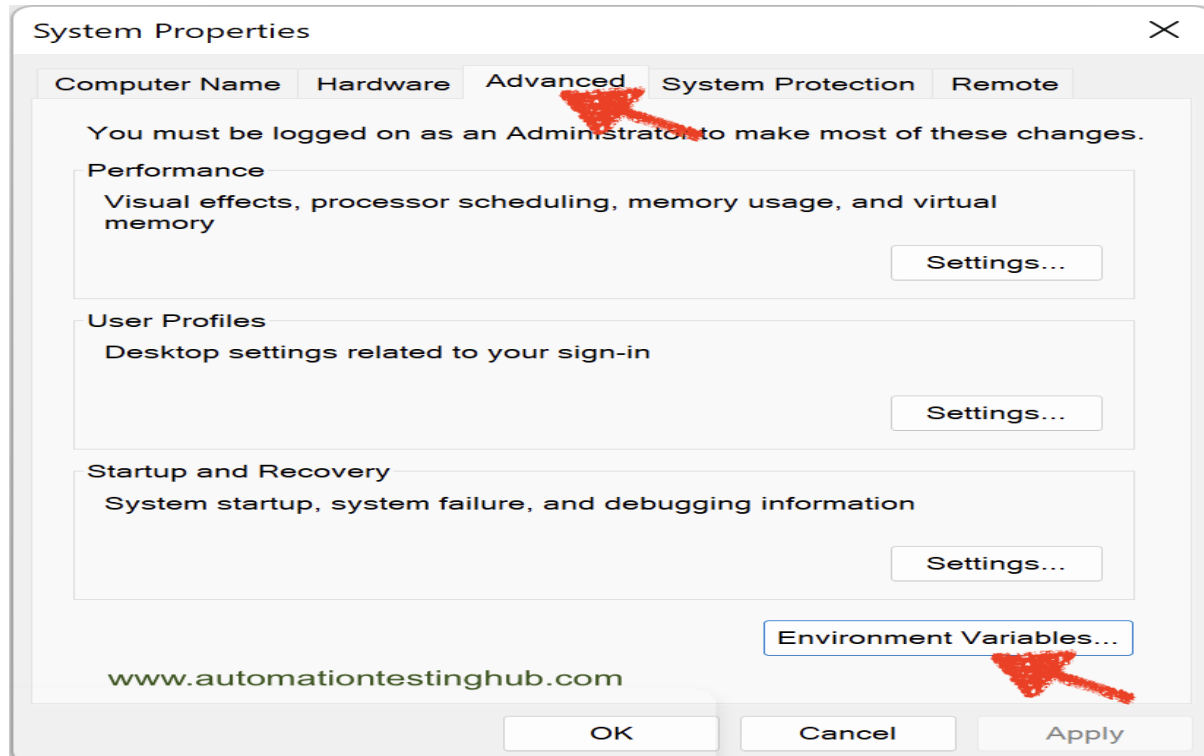 System Properties
Computer Name Hardware Advanced System Protection Remote
You must be logged on as an Administrator to make most of these changes.
Performance
Visual effects, processor scheduling, memory usage, and virtual
memory
Settings...
User Profiles
Desktop settings related to your sign-in
Settings...
Startup and Recovery
System startup, system failure, and debugging information
Settings...
Environment Variables...
www.automationtestinghub.com
OK Cancel Apply